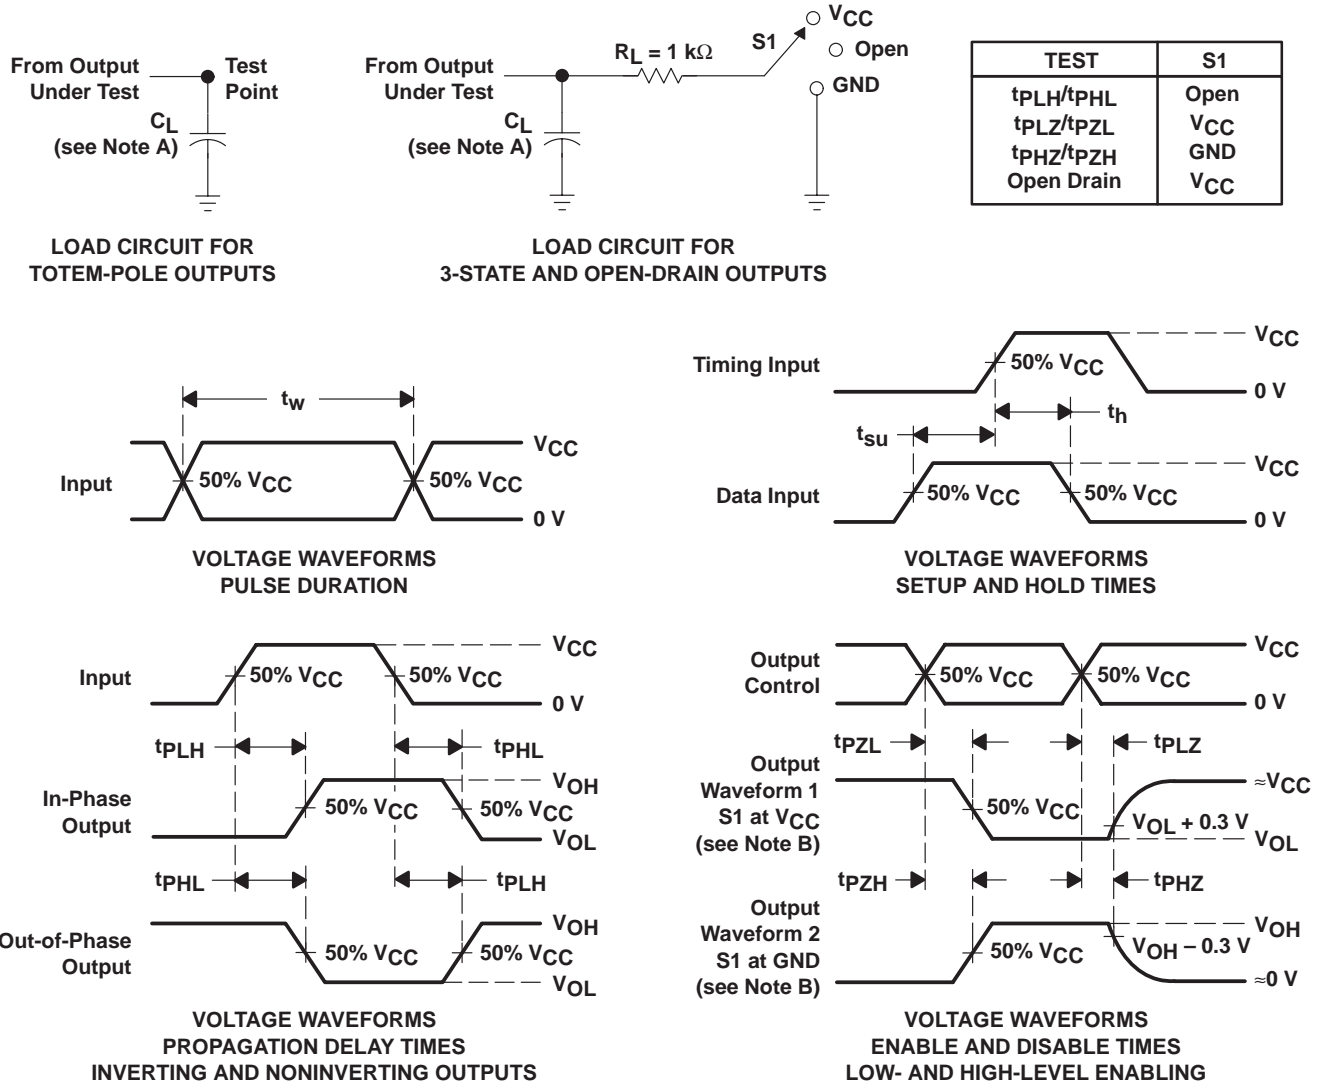 From Output
Under Test
Test
Point
CL
(see Note A)
LOAD CIRCUIT FOR
TOTEM-POLE OUTPUTS
From Output
Under Test
CL
(see Note A)
RL = 1 kΩ
S1
VCC
Open
GND
LOAD CIRCUIT FOR
3-STATE AND OPEN-DRAIN OUTPUTS
TEST S1
tPLH/tPHL Open
tPLZ/tPZL VCC
tPHZ/tPZH GND
Open Drain VCC
tw
Input
50% VCC
50% VCC
VCC
0 V
VOLTAGE WAVEFORMS
PULSE DURATION
Timing Input
50% VCC
VCC
0 V
tsu
th
Data Input
50% VCC
50% VCC
VCC
0 V
VOLTAGE WAVEFORMS
SETUP AND HOLD TIMES
Input
50% VCC
50% VCC
VCC
0 V
tPLH
tPHL
In-Phase
Output
50% VCC
50% VCC
VOH
VOL
tPHL
tPLH
Out-of-Phase
Output
50% VCC
50% VCC
VOH
VOL
VOLTAGE WAVEFORMS
PROPAGATION DELAY TIMES
INVERTING AND NONINVERTING OUTPUTS
Output
Control
50% VCC
50% VCC
VCC
0 V
tPZL
tPLZ
Output
Waveform 1
S1 at VCC
(see Note B)
50% VCC
VOL + 0.3 V
≈VCC
VOL
tPZH
tPHZ
Output
Waveform 2
S1 at GND
(see Note B)
50% VCC
VOH − 0.3 V
VOH
≈0 V
VOLTAGE WAVEFORMS
ENABLE AND DISABLE TIMES
LOW- AND HIGH-LEVEL ENABLING